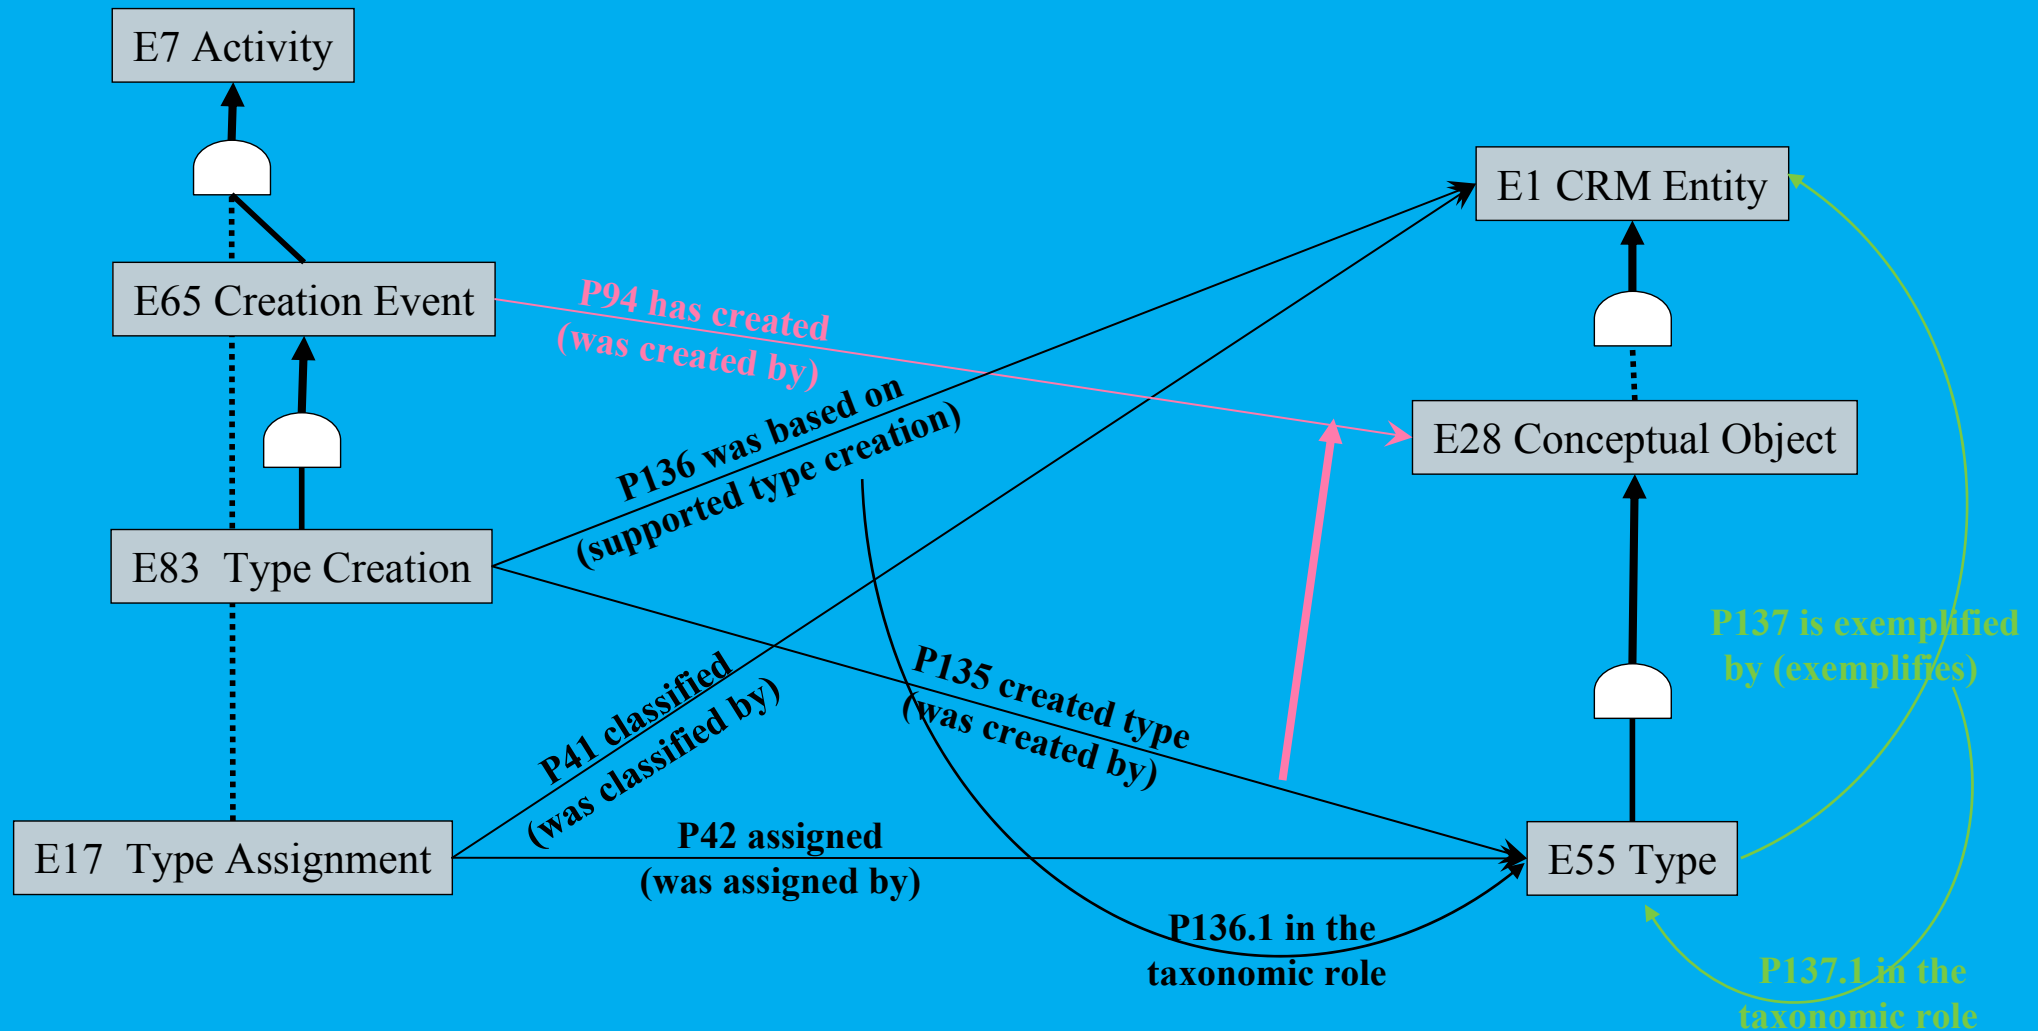 E7 Activity
E1 CRM Entity
E65 Creation Event
P94 has created
(was created by)
P136 was based on
(supported type creation)
E28 Conceptual Object
E83  Type Creation
P137 is exemplified
by (exemplifies)
P135 created type
(was created by)
P41 classified
(was classified by)
P42 assigned
(was assigned by)
E17  Type Assignment
E55 Type
P136.1 in the
taxonomic role
P137.1 in the
taxonomic role